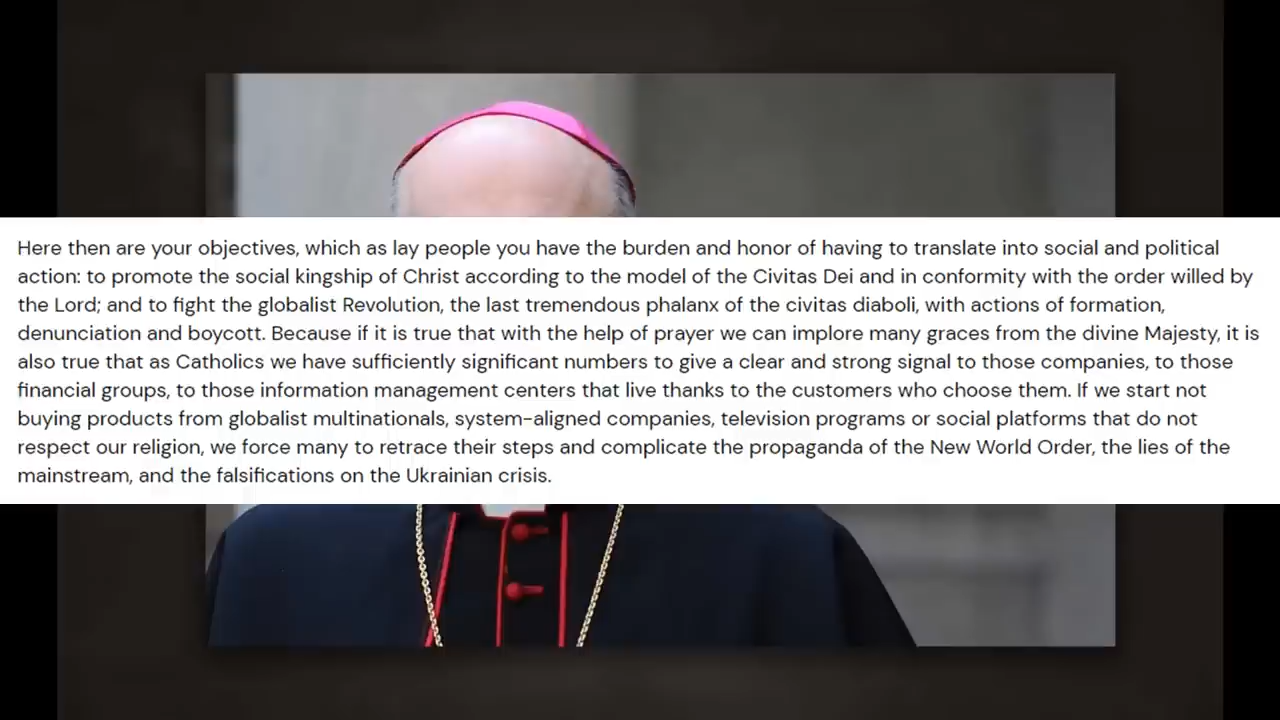 Here then are your objectives, which as lay people you have the burden and honor of having to translate into social and political
action: to promote the social kingship of Christ according to the model of the Civitas Dei and in conformity with the order willed by
the Lord; and to fight the globalist Revolution, the last tremendous phalanx of the civitas diaboli, with actions of formation,
denunciation and boycott. Because if it is true that with the help of prayer we can implore many graces from the divine Majesty, it is
also true that as Catholics we have sufficiently significant numbers to give a clear and strong signal to those companies, to those
financial groups, to those information management centers that live thanks to the customers who choose them. If we start not
buying products from globalist multinationals, system-aligned companies, television programs or social platforms that do not
respect our religion, we force many to retrace their steps and complicate the propaganda of the New World Order, the lies of the
mainstream, and the falsifications on the Ukrainian crisis.